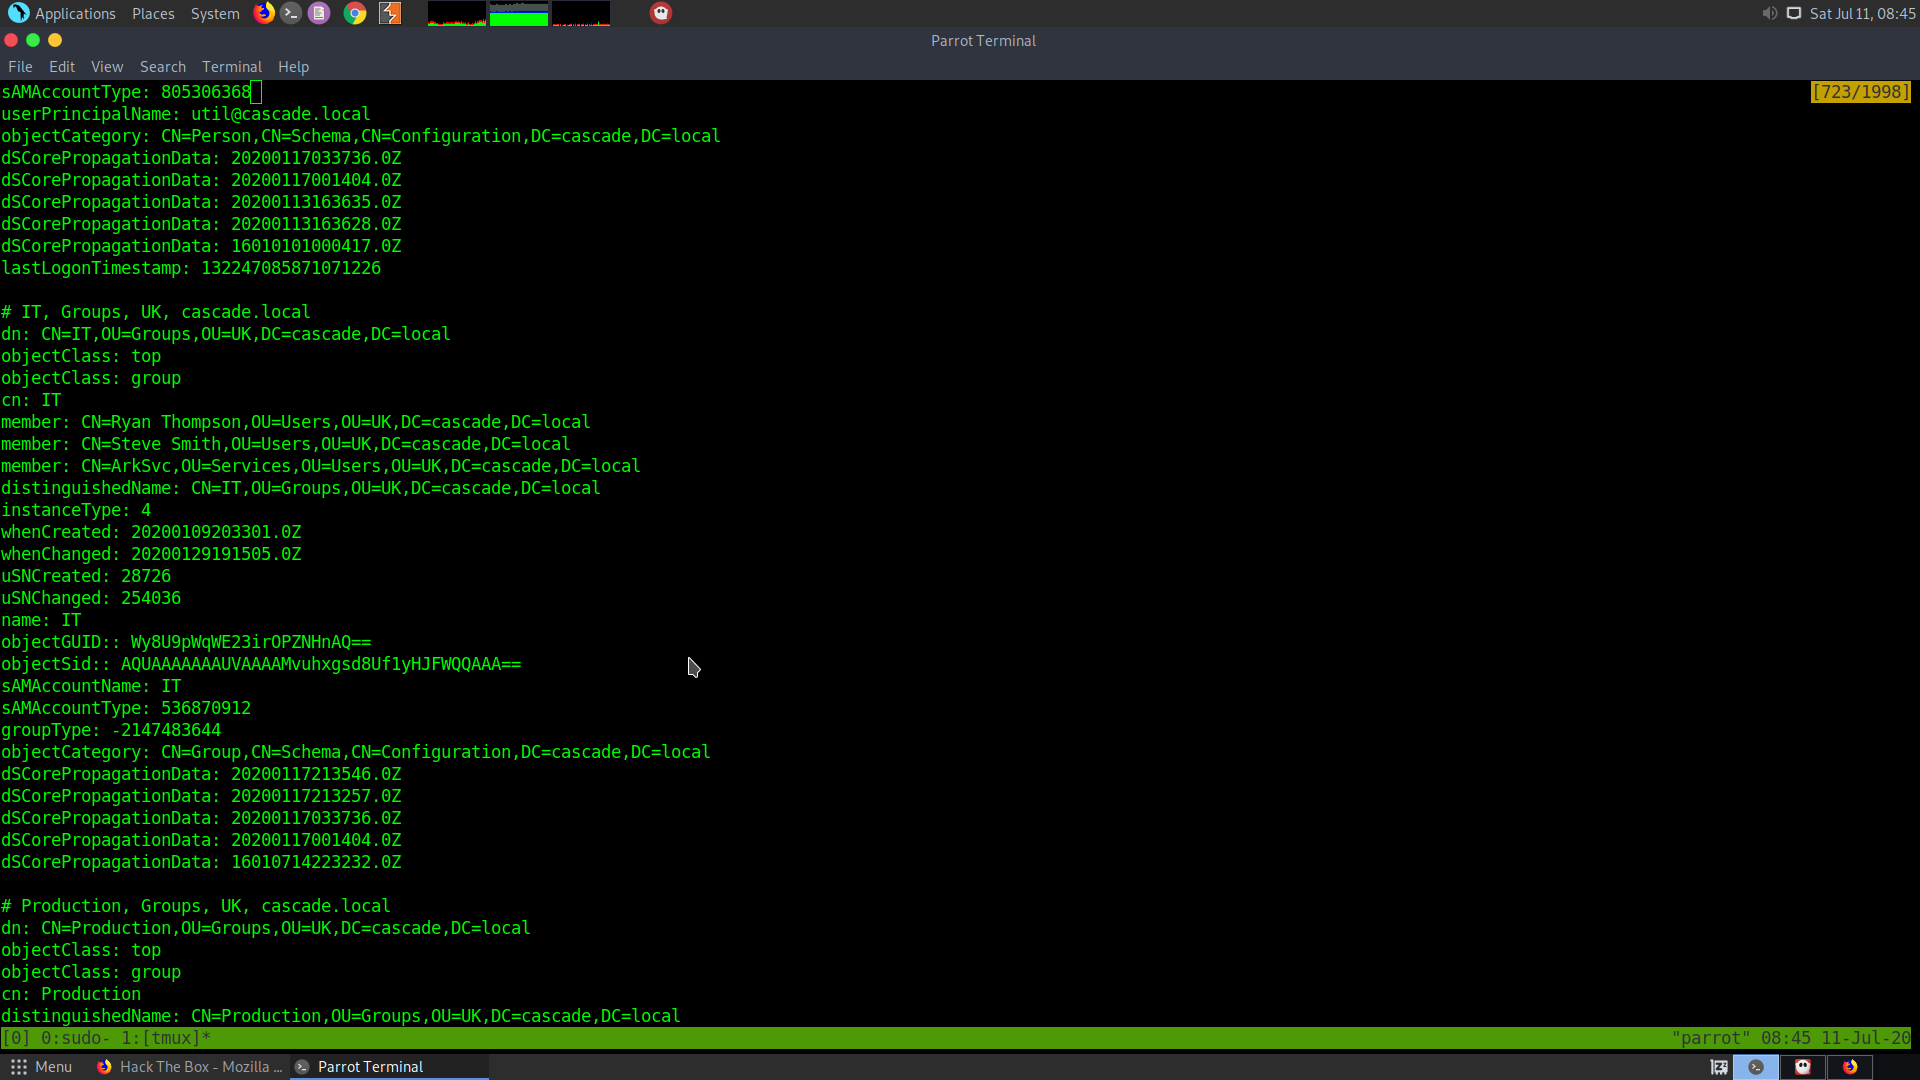 Applications Places System Sat Jul 11, 08:45
Parrot Terminal
File Edit View Search Terminal Help
sAMAccountType: 805306368 [723/1998]
userPrincipalName: util@cascade.local
objectCategory: CN=Person,CN=Schema,CN=Configuration,DC=cascade,DC=local
dSCorePropagationData: 20200117033736.0Z
dSCorePropagationData: 20200117001404.0Z
dSCorePropagationData: 20200113163635.0Z
dSCorePropagationData: 20200113163628.0Z
dSCorePropagationData: 16010101000417.0Z
lastLogonTimestamp: 132247085871071226
# IT, Groups, UK, cascade.local
dn: CN=IT,OU=Groups,OU=UK,DC=cascade,DC=local
objectClass: top
objectClass: group
cn: IT
member: CN=Ryan Thompson,OU=Users,OU=UK,DC=cascade,DC=local
member: CN=Steve Smith,OU=Users,OU=UK,DC=cascade,DC=local
member: CN=ArkSvc,OU=Services,OU=Users,OU=UK,DC=cascade,DC=local
distinguishedName: CN=IT,OU=Groups,OU=UK,DC=cascade,DC=local
instanceType: 4
whenCreated: 20200109203301.0Z
whenChanged: 20200129191505.0Z
uSNCreated: 28726
uSNChanged: 254036
name: IT
objectGUID:: Wy8U9pWqWE23irOPZNHnAQ==
objectSid:: AQUAAAAAAAUVAAAAMvuhxgsd8Uf1yHJFWQQAAA==
sAMAccountName: IT
sAMAccountType: 536870912
groupType: -2147483644
objectCategory: CN=Group,CN=Schema,CN=Configuration,DC=cascade,DC=local
dSCorePropagationData: 20200117213546.0Z
dSCorePropagationData: 20200117213257.0Z
dSCorePropagationData: 20200117033736.0Z
dSCorePropagationData: 20200117001404.0Z
dSCorePropagationData: 16010714223232.0Z
# Production, Groups, UK, cascade.local
dn: CN=Production,OU=Groups,OU=UK,DC=cascade,DC=local
objectClass: top
objectClass: group
cn: Production
distinguishedName: CN=Production,OU=Groups,OU=UK,DC=cascade,DC=local
[0] 0:sudo- 1:[tmux]* "parrot" 08:45 11-Jul-20
Menu Hack The Box - Mozilla ... Parrot Terminal